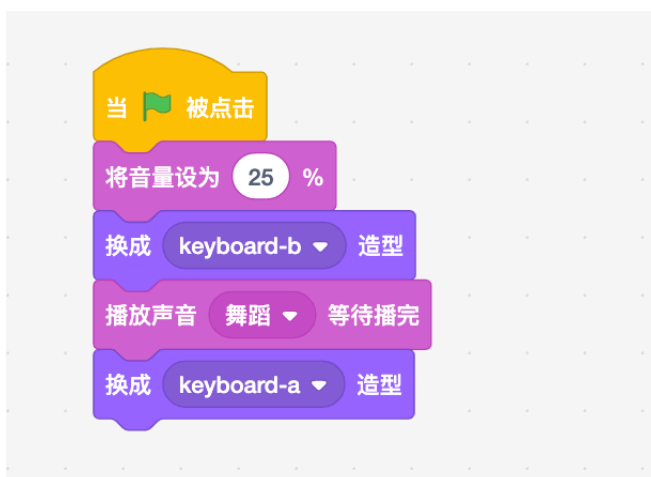 当 被点击
将音量设为 25 %
换成 keyboard-b 造型
播放声音 舞蹈 等待播完
换成 keyboard-a 造型